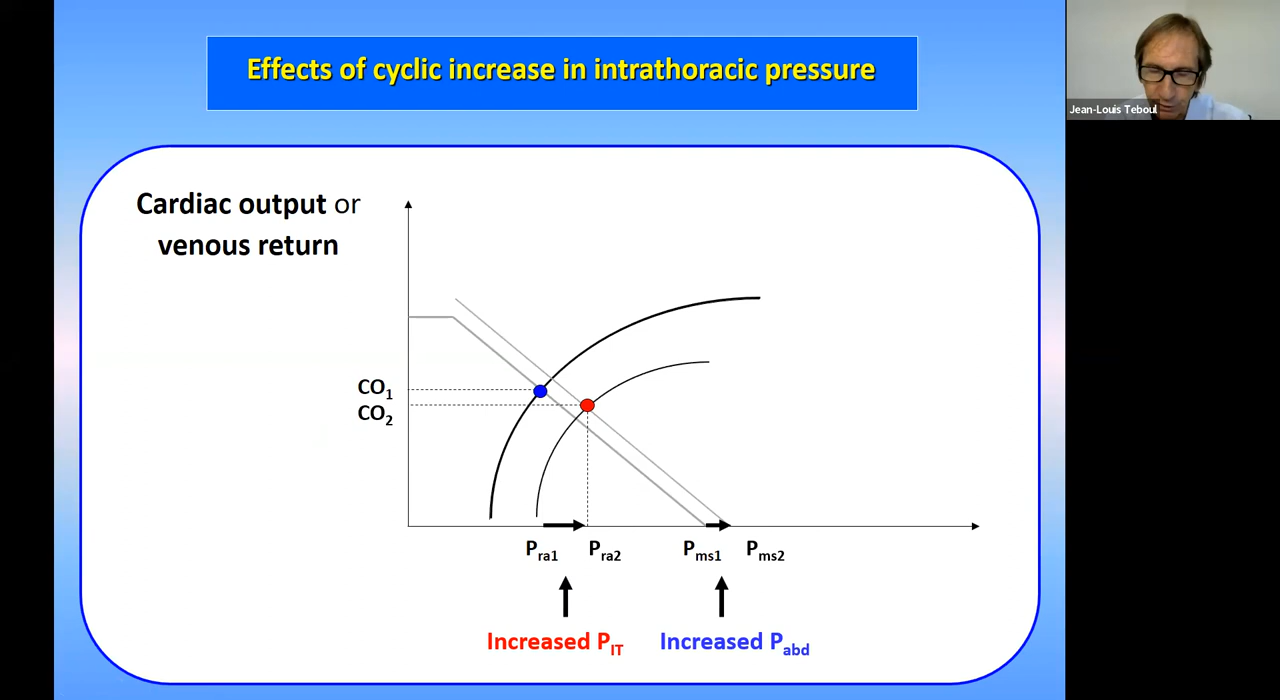 Effects of cyclic increase in intrathoracic pressure
Jean-Louis Teboul
Cardiac output or
venous return
CO1
CO2
Pra1 Pra2 Pms1 Pms2
Increased PIT Increased Pabd